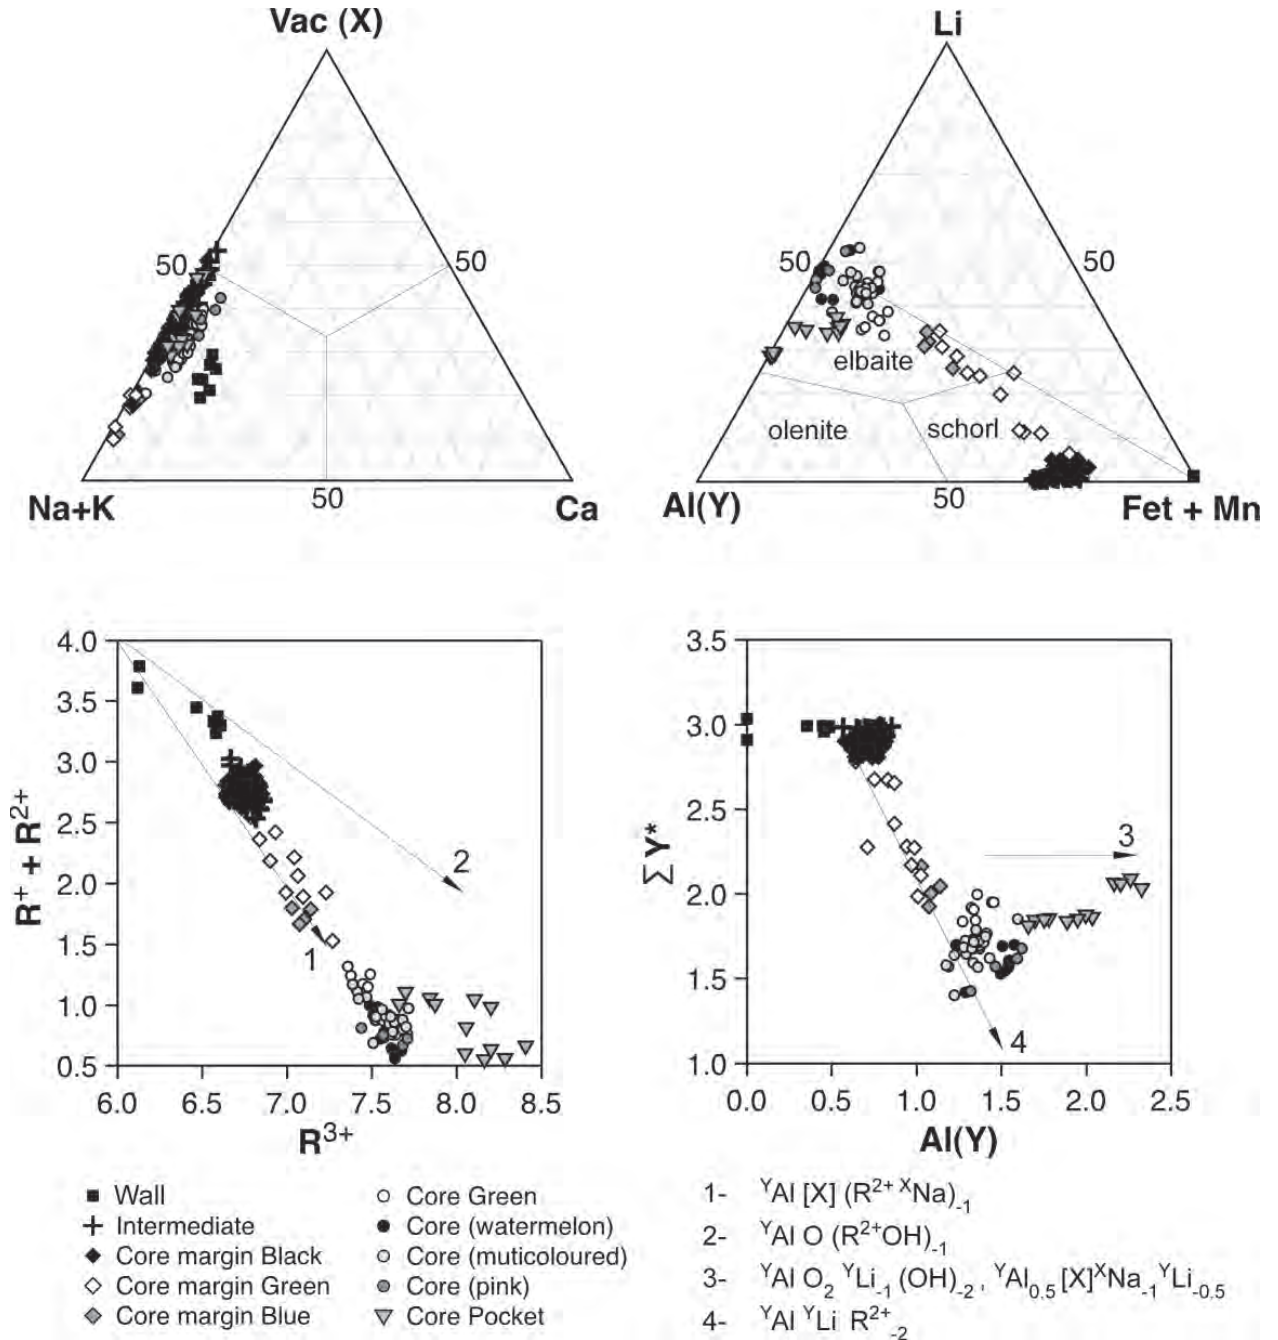 Vac (X)
50
50
50
Na+K
Ca
Li
50
50
elbaite
olenite
schorl
50
Al(Y)
Fet + Mn
4.0
3.5
3.0
2.5
2.0
1.5
1.0
0.5
R⁺ + R²⁺
2
1
6.0 6.5 7.0 7.5 8.0 8.5
R³⁺
3.5
3.0
2.5
2.0
1.5
1.0
∑ Y*
3
4
0.0 0.5 1.0 1.5 2.0 2.5
Al(Y)
Wall
Intermediate
Core margin Black
Core margin Green
Core margin Blue
Core Green
Core (watermelon)
Core (muticoloured)
Core (pink)
Core Pocket
1- ʸAl [X] (R²⁺ ˣNa)₋₁
2- ʸAl O (R²⁺OH)₋₁
3- ʸAl O₂ ʸLi₋₁ (OH)₋₂, ʸAl₀.₅ [X]ˣNa₋₁ ʸLi₋₀.₅
4- ʸAl ʸLi R²⁺₋₂